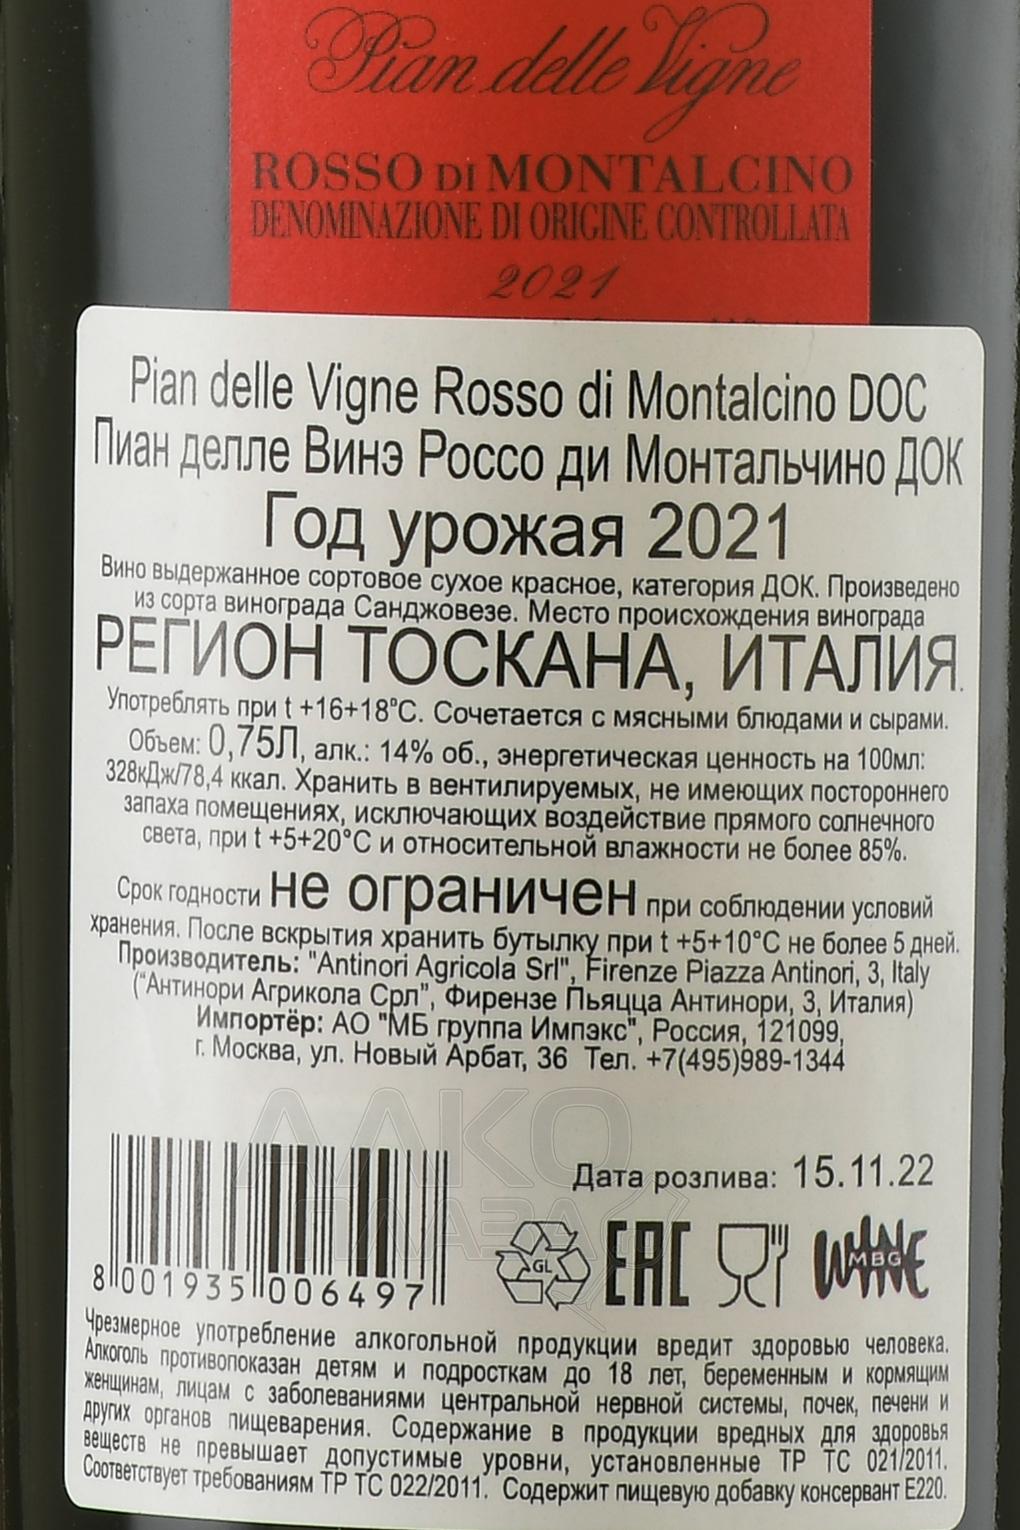 Pian delle Vigne
ROSSO DI MONTALCINO
DENOMINAZIONE DI ORIGINE CONTROLLATA
2021
Pian delle Vigne Rosso di Montalcino DOC
Пиан делле Винэ Россо ди Монтальчино ДОК
Год урожая 2021
Вино выдержанное сортовое сухое красное, категория ДОК. Произведено
из сорта винограда Санджовезе. Место происхождения винограда
РЕГИОН ТОСКАНА, ИТАЛИЯ.
Употреблять при t +16+18°С. Сочетается с мясными блюдами и сырами.
Объем: 0,75Л, алк.: 14% об., энергетическая ценность на 100мл:
328кДж/78,4 ккал. Хранить в вентилируемых, не имеющих постороннего
запаха помещениях, исключающих воздействие прямого солнечного
света, при t +5+20°С и относительной влажности не более 85%.
Срок годности не ограничен при соблюдении условий
хранения. После вскрытия хранить бутылку при t +5+10°С не более 5 дней.
Производитель: "Antinori Agricola Srl", Firenze Piazza Antinori, 3, Italy
("Антинори Агрикола Срл", Фирензе Пьяцца Антинори, 3, Италия)
Импортёр: АО "МБ группа Импэкс", Россия, 121099,
г. Москва, ул. Новый Арбат, 36 Тел. +7(495)989-1344
ААКО
ПЛАЗА
Дата розлива: 15.11.22
8 001935 006497
GL
EAC
WINE
MBG
Чрезмерное употребление алкогольной продукции вредит здоровью человека.
Алкоголь противопоказан детям и подросткам до 18 лет, беременным и кормящим
женщинам, лицам с заболеваниями центральной нервной системы, почек, печени и
других органов пищеварения. Содержание в продукции вредных для здоровья
веществ не превышает допустимые уровни, установленные ТР ТС 021/2011.
Соответствует требованиям ТР ТС 022/2011. Содержит пищевую добавку консервант Е220.